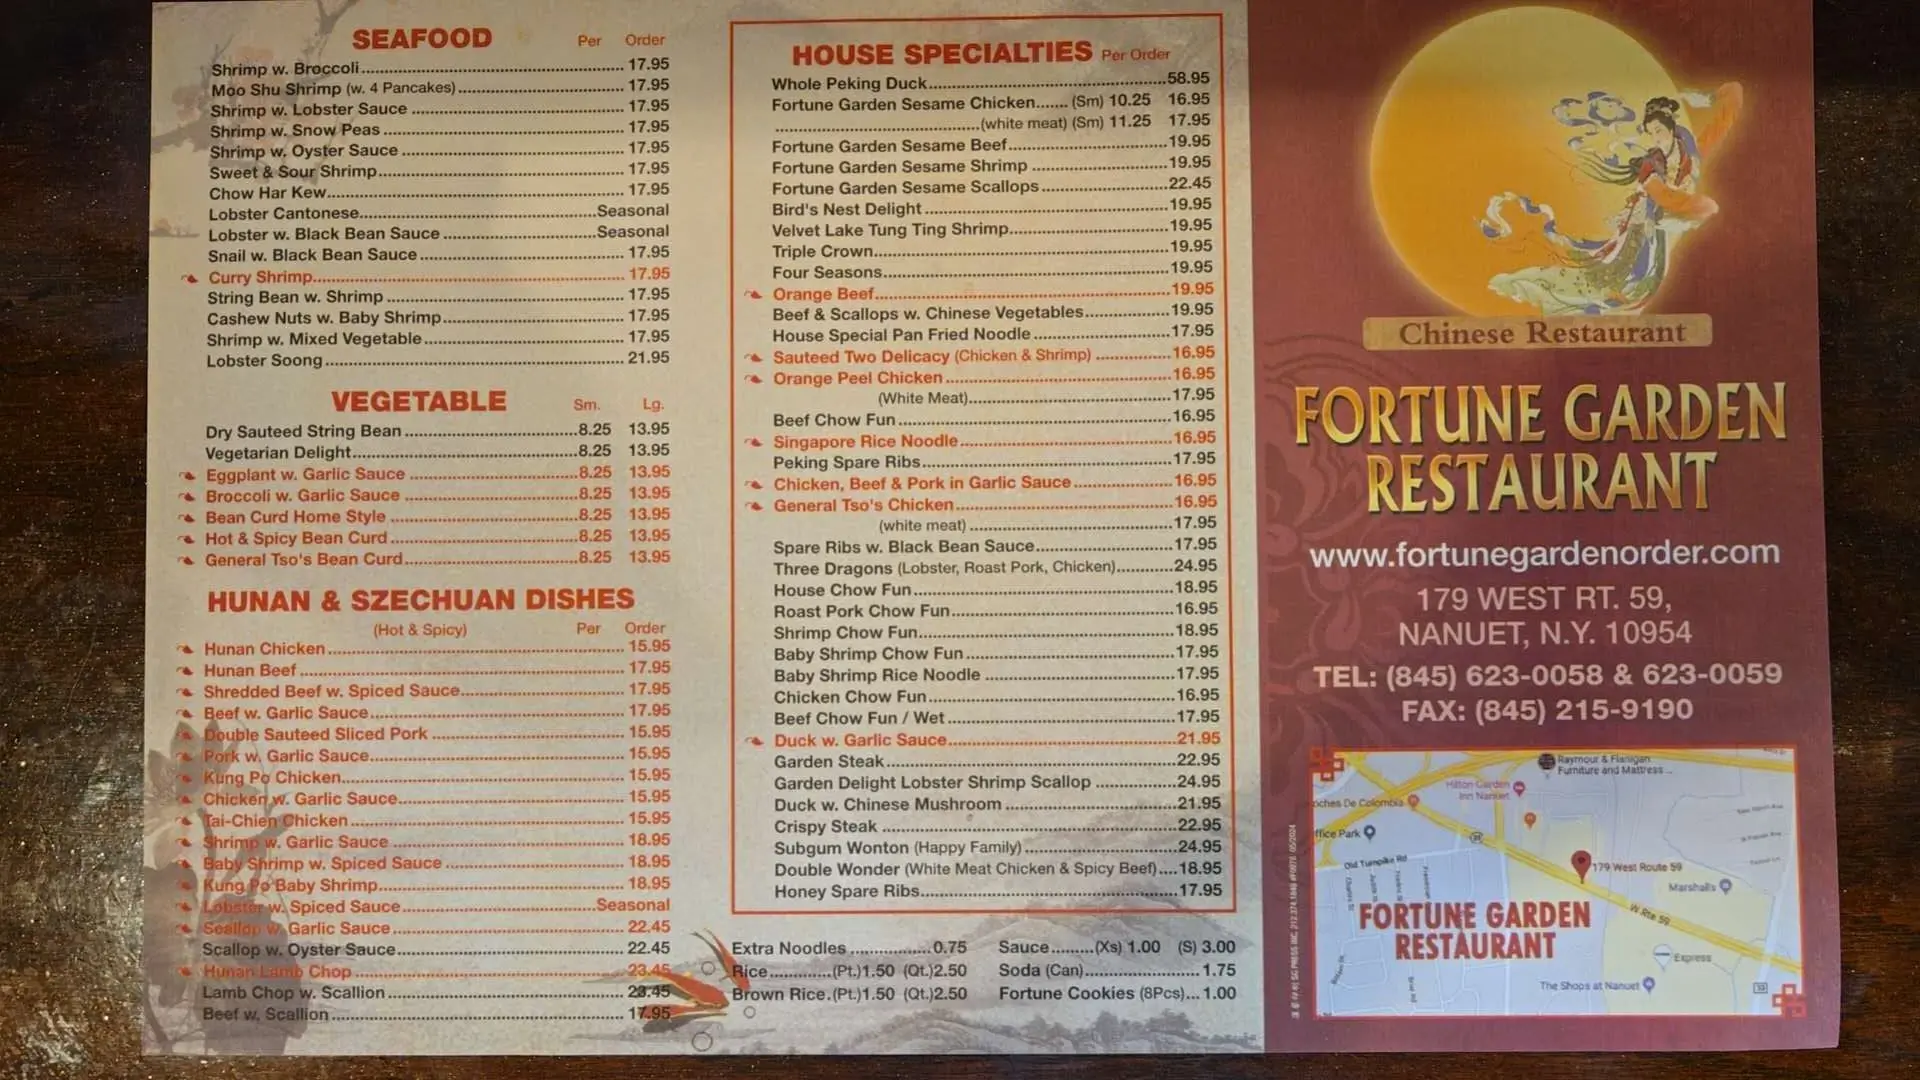 SEAFOOD Per Order
Shrimp w. Broccoli 17.95
Moo Shu Shrimp (w. 4 Pancakes) 17.95
Shrimp w. Lobster Sauce 17.95
Shrimp w. Snow Peas 17.95
Shrimp w. Oyster Sauce 17.95
Sweet & Sour Shrimp 17.95
Chow Har Kew 17.95
Lobster Cantonese Seasonal
Lobster w. Black Bean Sauce Seasonal
Snail w. Black Bean Sauce 17.95
Curry Shrimp 17.95
String Bean w. Shrimp 17.95
Cashew Nuts w. Baby Shrimp 17.95
Shrimp w. Mixed Vegetable 17.95
Lobster Soong 21.95
VEGETABLE Sm. Lg.
Dry Sauteed String Bean 8.25 13.95
Vegetarian Delight 8.25 13.95
Eggplant w. Garlic Sauce 8.25 13.95
Broccoli w. Garlic Sauce 8.25 13.95
Bean Curd Home Style 8.25 13.95
Hot & Spicy Bean Curd 8.25 13.95
General Tso's Bean Curd 8.25 13.95
HUNAN & SZECHUAN DISHES
(Hot & Spicy) Per Order
Hunan Chicken 15.95
Hunan Beef 17.95
Shredded Beef w. Spiced Sauce 17.95
Beef w. Garlic Sauce 17.95
Double Sauteed Sliced Pork 15.95
Pork w. Garlic Sauce 15.95
Kung Po Chicken 15.95
Chicken w. Garlic Sauce 15.95
Tai-Chien Chicken 15.95
Shrimp w. Garlic Sauce 18.95
Baby Shrimp w. Spiced Sauce 18.95
Kung Po Baby Shrimp 18.95
Lobster w. Spiced Sauce Seasonal
Scallop w. Garlic Sauce 22.45
Scallop w. Oyster Sauce 22.45
Hunan Lamb Chop 23.45
Lamb Chop w. Scallion 23.45
Beef w. Scallion 17.95
HOUSE SPECIALTIES Per Order
Whole Peking Duck 58.95
Fortune Garden Sesame Chicken (Sm) 10.25 16.95
(white meat) (Sm) 11.25 17.95
Fortune Garden Sesame Beef 19.95
Fortune Garden Sesame Shrimp 19.95
Fortune Garden Sesame Scallops 22.45
Bird's Nest Delight 19.95
Velvet Lake Tung Ting Shrimp 19.95
Triple Crown 19.95
Four Seasons 19.95
Orange Beef 19.95
Beef & Scallops w. Chinese Vegetables 19.95
House Special Pan Fried Noodle 17.95
Sauteed Two Delicacy (Chicken & Shrimp) 16.95
Orange Peel Chicken 16.95
(White Meat) 17.95
Beef Chow Fun 16.95
Singapore Rice Noodle 16.95
Peking Spare Ribs 17.95
Chicken, Beef & Pork in Garlic Sauce 16.95
General Tso's Chicken 16.95
(white meat) 17.95
Spare Ribs w. Black Bean Sauce 17.95
Three Dragons (Lobster, Roast Pork, Chicken) 24.95
House Chow Fun 18.95
Roast Pork Chow Fun 16.95
Shrimp Chow Fun 18.95
Baby Shrimp Chow Fun 17.95
Baby Shrimp Rice Noodle 17.95
Chicken Chow Fun 16.95
Beef Chow Fun / Wet 17.95
Duck w. Garlic Sauce 21.95
Garden Steak 22.95
Garden Delight Lobster Shrimp Scallop 24.95
Duck w. Chinese Mushroom 21.95
Crispy Steak 22.95
Subgum Wonton (Happy Family) 24.95
Double Wonder (White Meat Chicken & Spicy Beef) 18.95
Honey Spare Ribs 17.95
Extra Noodles 0.75 Sauce (Xs) 1.00 (S) 3.00
Rice (Pt.)1.50 (Qt.)2.50 Soda (Can) 1.75
Brown Rice (Pt.)1.50 (Qt.)2.50 Fortune Cookies (8Pcs) 1.00
Chinese Restaurant
FORTUNE GARDEN
RESTAURANT
www.fortunegardenorder.com
179 WEST RT. 59,
NANUET, N.Y. 10954
TEL: (845) 623-0058 & 623-0059
FAX: (845) 215-9190
Raymour & Flanigan
Furniture and Mattress ...
Hilton Garden
Inn Nanuet
oches De Colombia
ffice Park
Old Turnpike Rd
179 West Route 59
Marshalls
W Rte 59
FORTUNE GARDEN
RESTAURANT
Express
The Shops at Nanuet